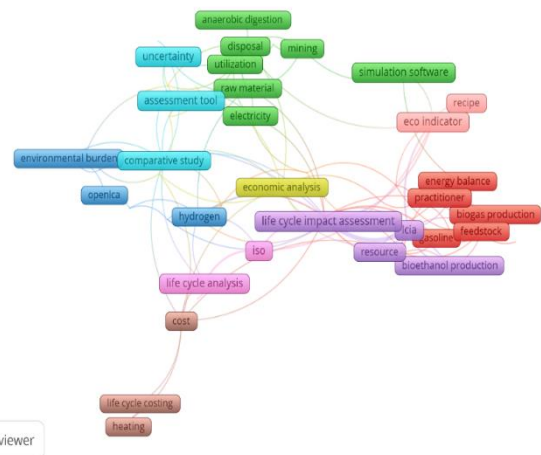 anaerobic digestion
disposal
mining
uncertainty
utilization
simulation software
raw material
assessment tool
recipe
electricity
eco indicator
environmental burden
comparative study
energy balance
economic analysis
openlca
practitioner
hydrogen
biogas production
life cycle impact assessment
lcia
feedstock
gasoline
iso
resource
bioethanol production
life cycle analysis
cost
life cycle costing
heating
viewer